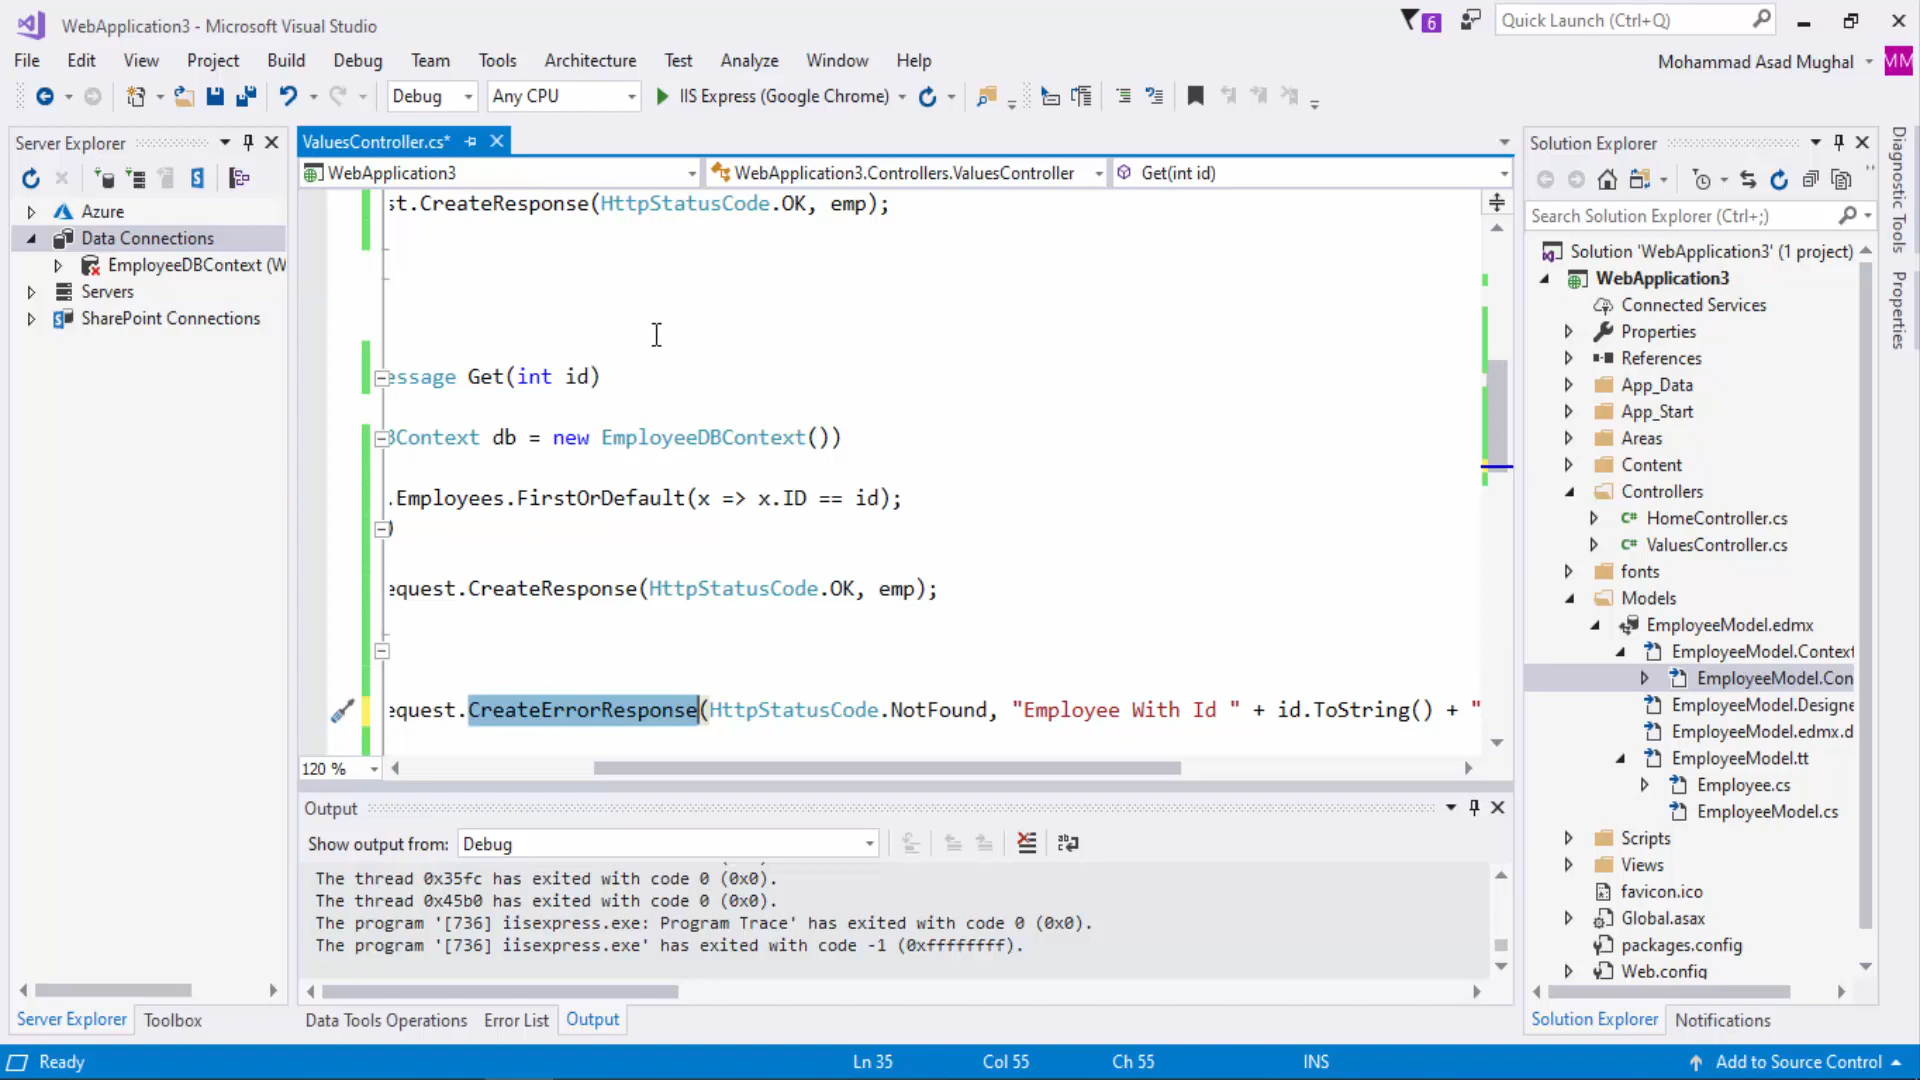 WebApplication3 - Microsoft Visual Studio
6
Quick Launch (Ctrl+Q)
File Edit View Project Build Debug Team Tools Architecture Test Analyze Window Help
Mohammad Asad Mughal
MM
Debug Any CPU IIS Express (Google Chrome)
Server Explorer
Azure
Data Connections
EmployeeDBContext (W
Servers
SharePoint Connections
Server Explorer Toolbox
ValuesController.cs*
WebApplication3 WebApplication3.Controllers.ValuesController Get(int id)
st.CreateResponse(HttpStatusCode.OK, emp);
essage Get(int id)
BContext db = new EmployeeDBContext())
.Employees.FirstOrDefault(x => x.ID == id);
)
equest.CreateResponse(HttpStatusCode.OK, emp);
equest.CreateErrorResponse(HttpStatusCode.NotFound, "Employee With Id " + id.ToString() + "
120 %
Output
Show output from: Debug
The thread 0x35fc has exited with code 0 (0x0).
The thread 0x45b0 has exited with code 0 (0x0).
The program '[736] iisexpress.exe: Program Trace' has exited with code 0 (0x0).
The program '[736] iisexpress.exe' has exited with code -1 (0xffffffff).
Data Tools Operations Error List Output
Solution Explorer
Search Solution Explorer (Ctrl+;)
Solution 'WebApplication3' (1 project)
WebApplication3
Connected Services
Properties
References
App_Data
App_Start
Areas
Content
Controllers
C# HomeController.cs
C# ValuesController.cs
fonts
Models
EmployeeModel.edmx
EmployeeModel.Context
EmployeeModel.Con
EmployeeModel.Designe
EmployeeModel.edmx.d
EmployeeModel.tt
Employee.cs
EmployeeModel.cs
Scripts
Views
favicon.ico
Global.asax
packages.config
Web.config
Solution Explorer Notifications
Diagnostic Tools
Properties
Ready Ln 35 Col 55 Ch 55 INS Add to Source Control